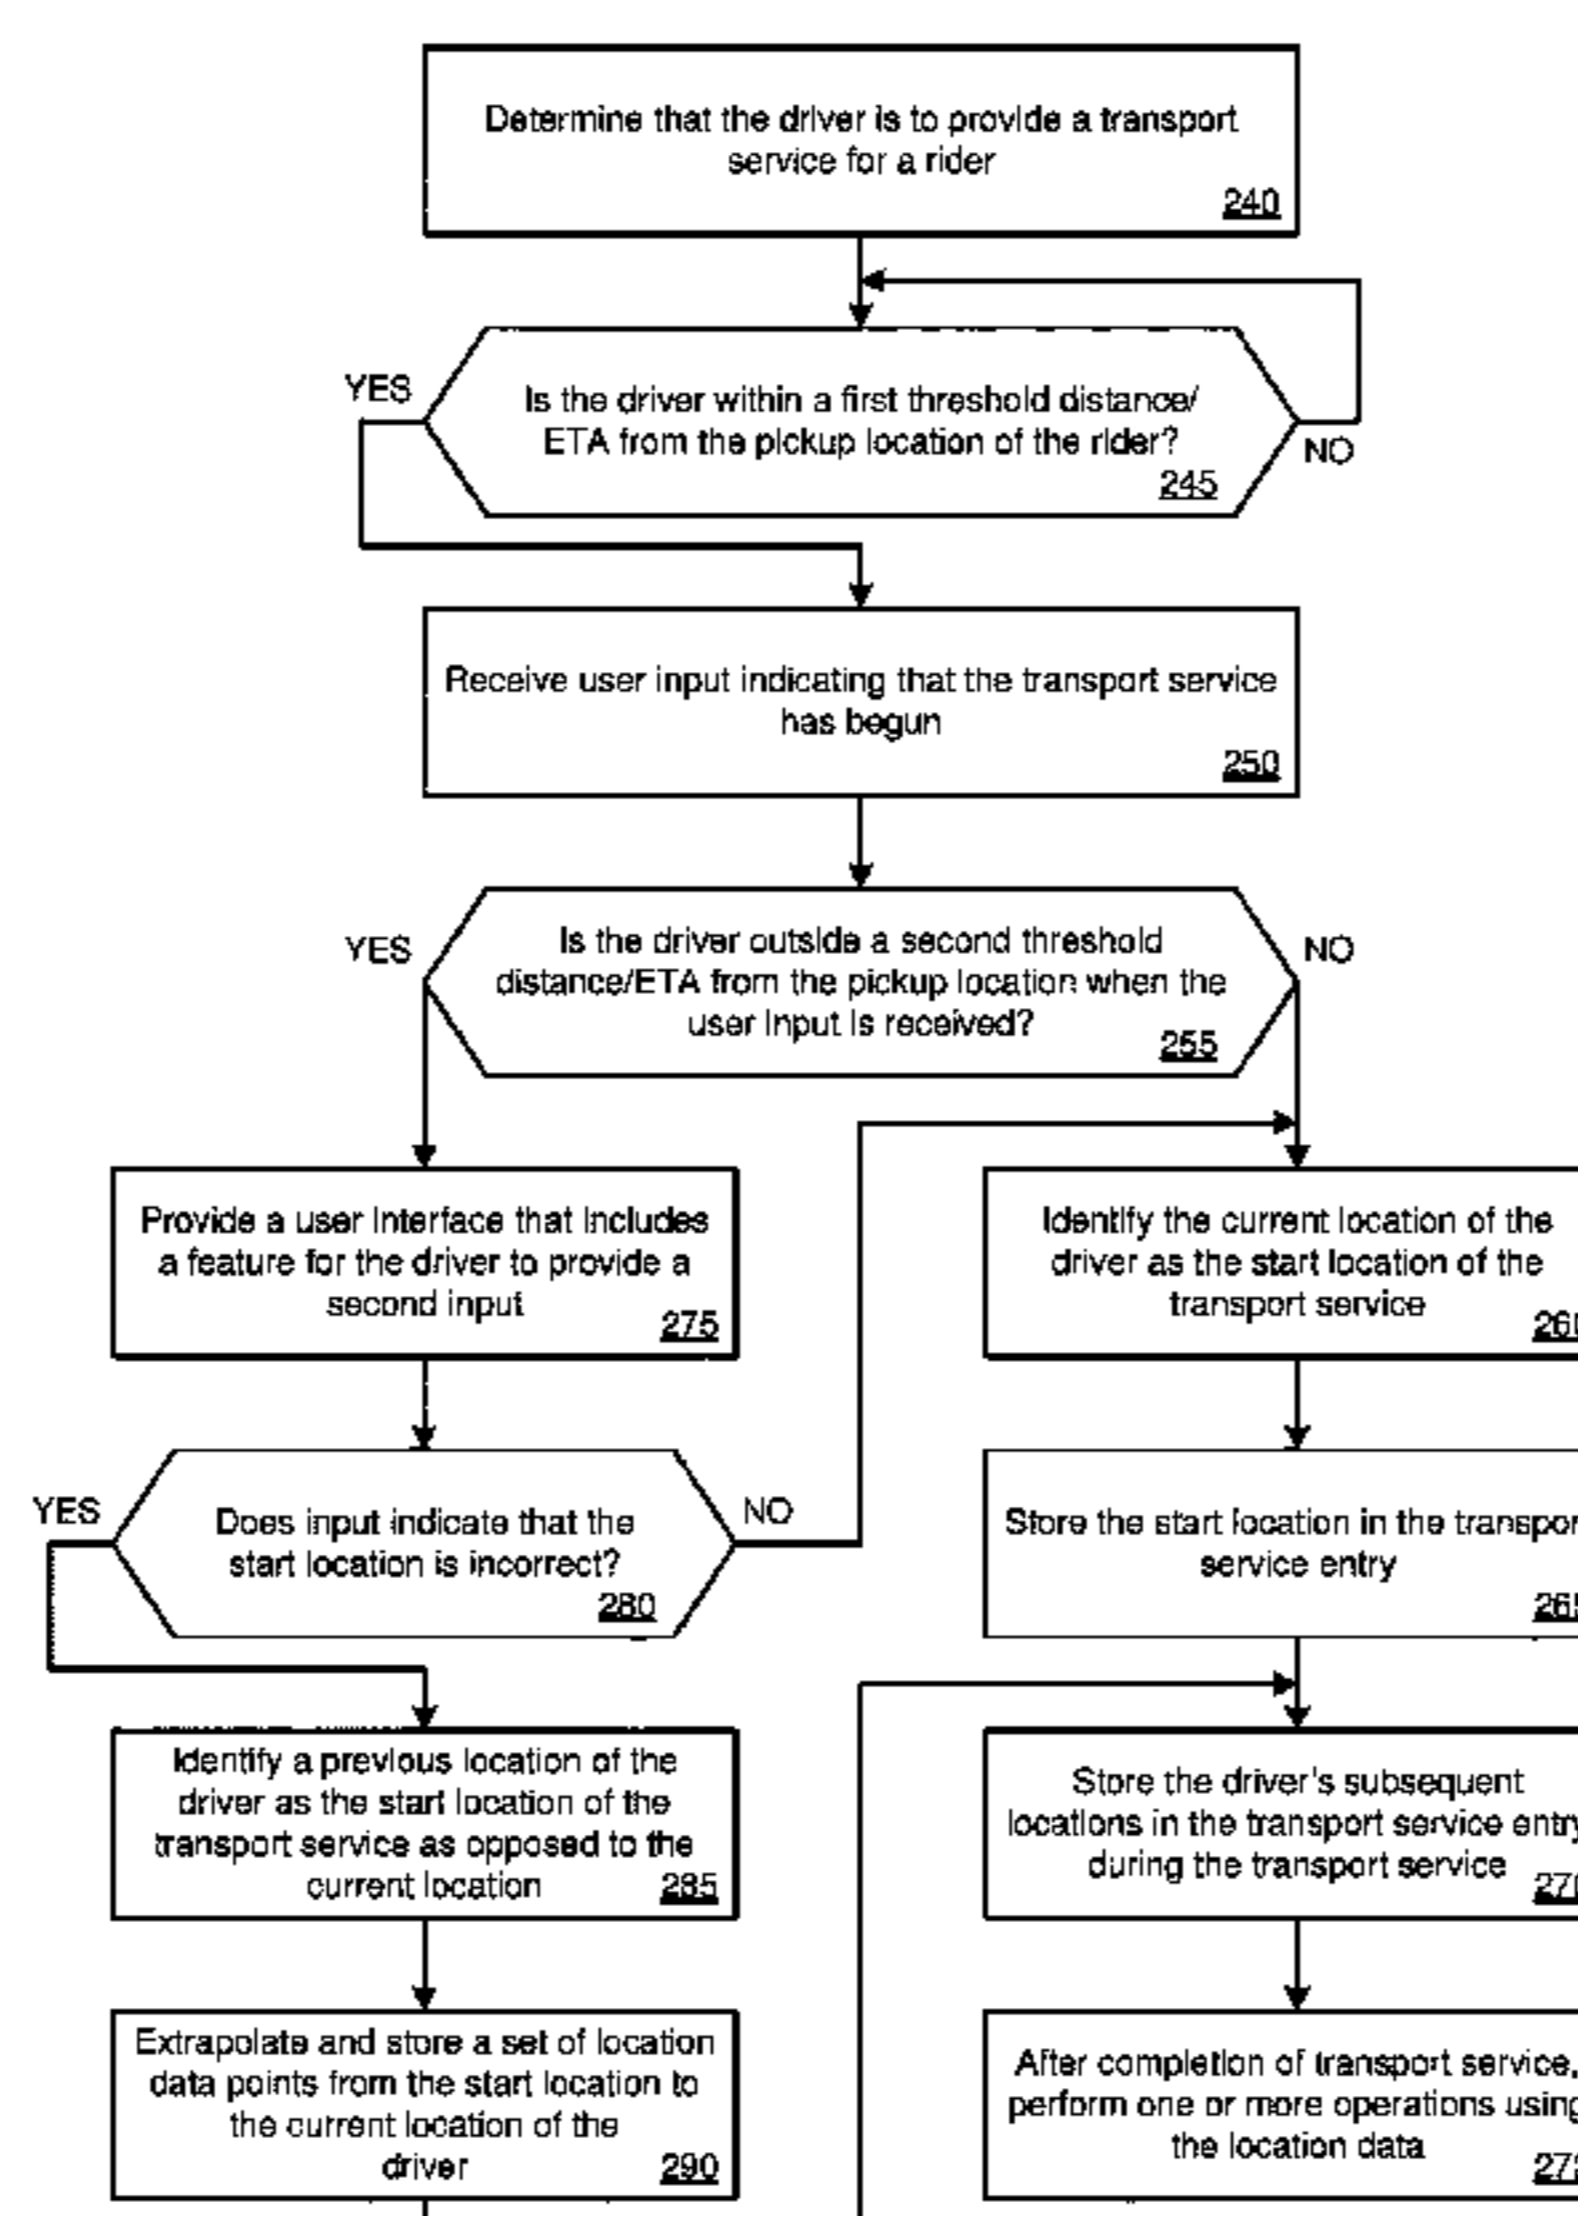 Determine that the driver is to provide a transport
service for a rider
240
YES
Is the driver within a first threshold distance/
ETA from the pickup location of the rider?
245
NO
Receive user input indicating that the transport service
has begun
250
YES
Is the driver outside a second threshold
distance/ETA from the pickup location when the
user input is received?
255
NO
Provide a user interface that includes
a feature for the driver to provide a
second input
275
Identify the current location of the
driver as the start location of the
transport service
YES
Does input indicate that the
start location is incorrect?
280
NO
Store the start location in the transpor
service entry
Identify a previous location of the
driver as the start location of the
transport service as opposed to the
current location
285
Store the driver's subsequent
locations in the transport service entry
during the transport service
Extrapolate and store a set of location
data points from the start location to
the current location of the
driver
290
After completion of transport service,
perform one or more operations using
the location data